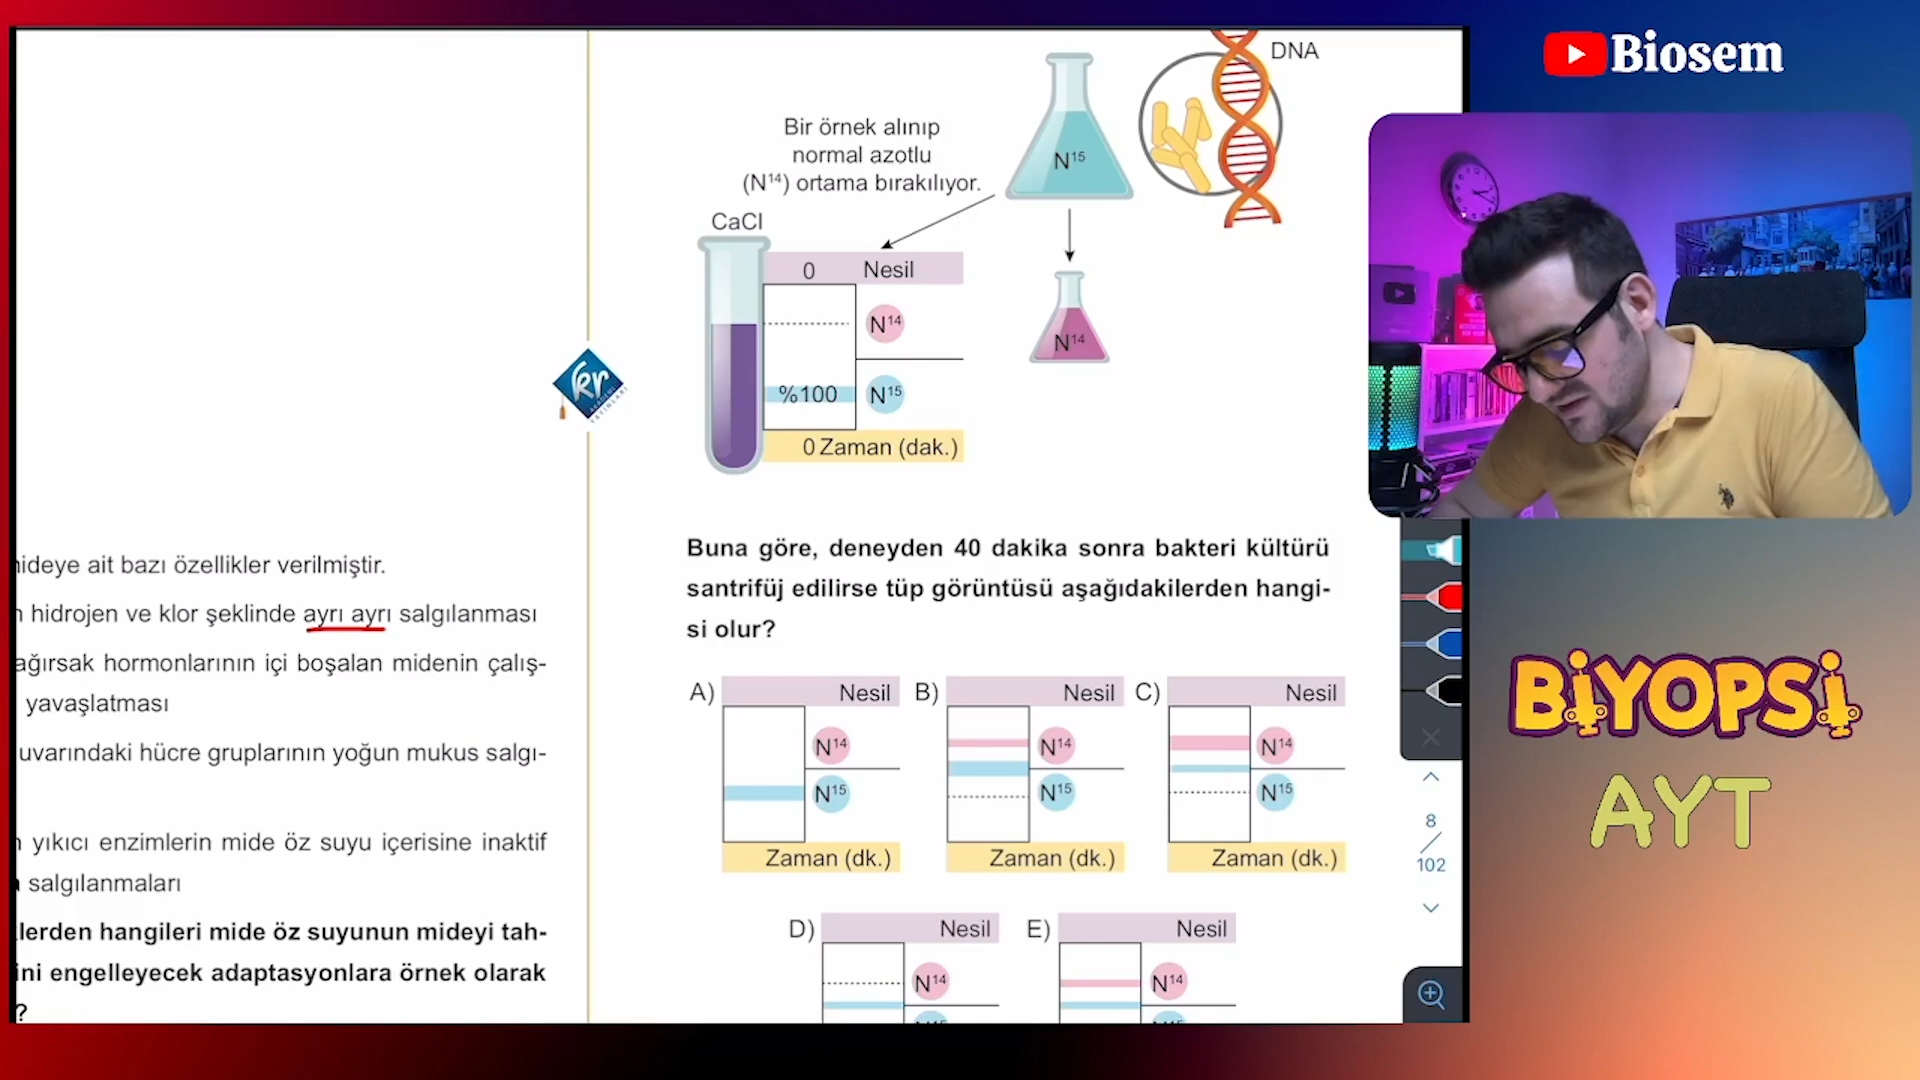 Biosem
DNA
Bir örnek alınıp
normal azotlu
(N¹⁴) ortama bırakılıyor.
N¹⁵
CaCl
0 Nesil
N¹⁴
N¹⁴
%100 N¹⁵
0 Zaman (dak.)
kr
Buna göre, deneyden 40 dakika sonra bakteri kültürü
santrifüj edilirse tüp görüntüsü aşağıdakilerden hangi-
si olur?
A) Nesil
N¹⁴
N¹⁵
Zaman (dk.)
B) Nesil
N¹⁴
N¹⁵
Zaman (dk.)
C) Nesil
N¹⁴
N¹⁵
Zaman (dk.)
D) Nesil
N¹⁴
E) Nesil
N¹⁴
ideye ait bazı özellikler verilmiştir.
hidrojen ve klor şeklinde ayrı ayrı salgılanması
ağırsak hormonlarının içi boşalan midenin çalış-
yavaşlatması
uvarındaki hücre gruplarının yoğun mukus salgı-
yıkıcı enzimlerin mide öz suyu içerisine inaktif
salgılanmaları
lerden hangileri mide öz suyunun mideyi tah-
ini engelleyecek adaptasyonlara örnek olarak
?
8
102
BiYOPSi
AYT